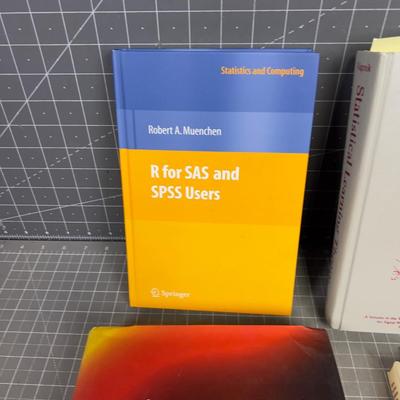 Statistics and Computing
Robert A. Muenchen
R for SAS and
SPSS Users
Springer
Statistical Learning